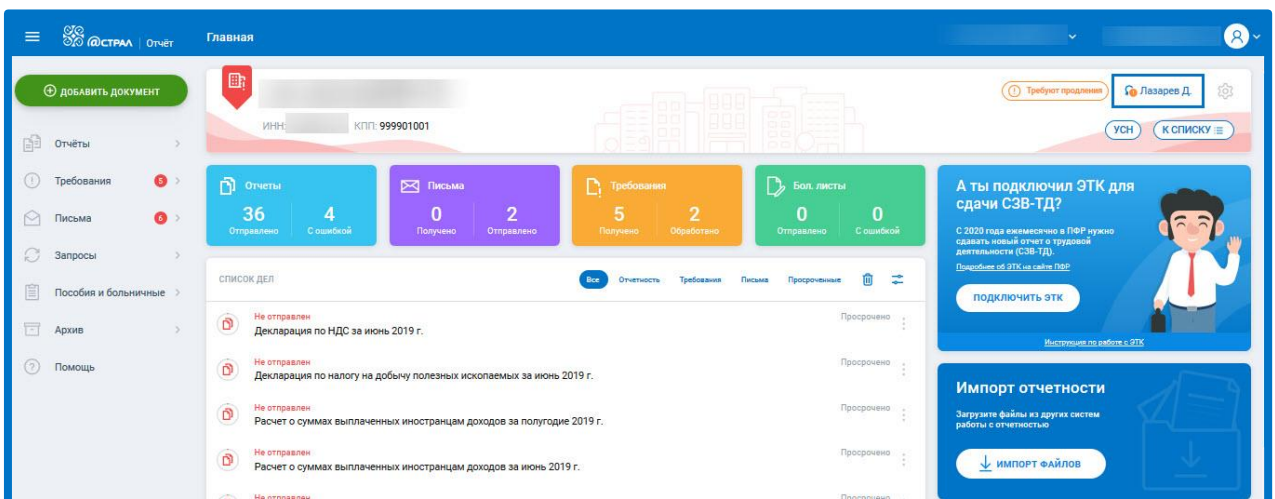 @СТРАЛ | Отчёт
Главная
ДОБАВИТЬ ДОКУМЕНТ
Отчёты
Требования 5
Письма 6
Запросы
Пособия и больничные
Архив
Помощь
ИНН: КПП: 999901001
Требуют продления
Лазарев Д.
УСН
К СПИСКУ
Отчеты
36 4
Отправлено С ошибкой
Письма
0 2
Получено Отправлено
Требования
5 2
Получено Обработано
Бол. листы
0 0
Отправлено С ошибкой
СПИСОК ДЕЛ
Все Отчетность Требования Письма Просроченные
Не отправлен
Декларация по НДС за июнь 2019 г.
Просрочено
Не отправлен
Декларация по налогу на добычу полезных ископаемых за июнь 2019 г.
Просрочено
Не отправлен
Расчет о суммах выплаченных иностранцам доходов за полугодие 2019 г.
Просрочено
Не отправлен
Расчет о суммах выплаченных иностранцам доходов за июнь 2019 г.
Просрочено
Не отправлен
Просрочено
А ты подключил ЭТК для
сдачи СЗВ-ТД?
С 2020 года ежемесячно в ПФР нужно
сдавать новый отчет о трудовой
деятельности (СЗВ-ТД).
Подробнее об ЭТК на сайте ПФР
ПОДКЛЮЧИТЬ ЭТК
Инструкция по работе с ЭТК
Импорт отчетности
Загрузите файлы из других систем
работы с отчетностью
ИМПОРТ ФАЙЛОВ